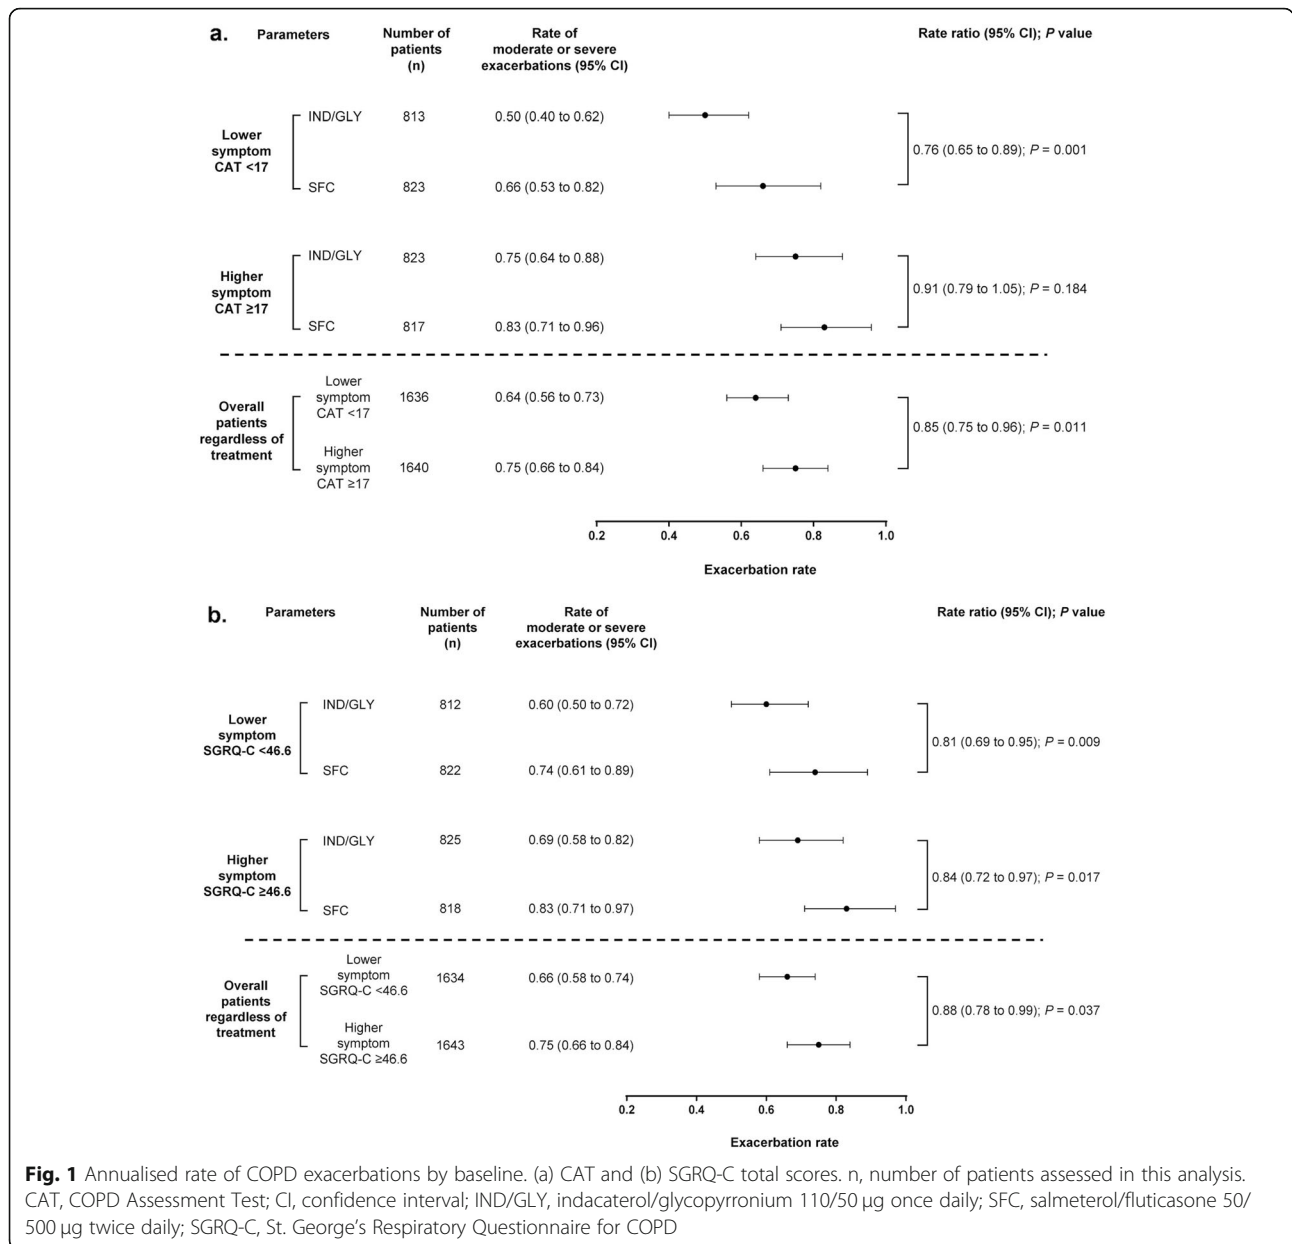 a.
Parameters
Number of
patients
(n)
Rate of
moderate or severe
exacerbations (95% CI)
Rate ratio (95% CI); P value
Lower
symptom
CAT <17
IND/GLY 813 0.50 (0.40 to 0.62)
0.76 (0.65 to 0.89); P = 0.001
SFC 823 0.66 (0.53 to 0.82)
Higher
symptom
CAT ≥17
IND/GLY 823 0.75 (0.64 to 0.88)
0.91 (0.79 to 1.05); P = 0.184
SFC 817 0.83 (0.71 to 0.96)
Overall
patients
regardless of
treatment
Lower
symptom
CAT <17
1636 0.64 (0.56 to 0.73)
0.85 (0.75 to 0.96); P = 0.011
Higher
symptom
CAT ≥17
1640 0.75 (0.66 to 0.84)
0.2 0.4 0.6 0.8 1.0
Exacerbation rate
b.
Parameters
Number of
patients
(n)
Rate of
moderate or severe
exacerbations (95% CI)
Rate ratio (95% CI); P value
Lower
symptom
SGRQ-C <46.6
IND/GLY 812 0.60 (0.50 to 0.72)
0.81 (0.69 to 0.95); P = 0.009
SFC 822 0.74 (0.61 to 0.89)
Higher
symptom
SGRQ-C ≥46.6
IND/GLY 825 0.69 (0.58 to 0.82)
0.84 (0.72 to 0.97); P = 0.017
SFC 818 0.83 (0.71 to 0.97)
Overall
patients
regardless of
treatment
Lower
symptom
SGRQ-C <46.6
1634 0.66 (0.58 to 0.74)
0.88 (0.78 to 0.99); P = 0.037
Higher
symptom
SGRQ-C ≥46.6
1643 0.75 (0.66 to 0.84)
0.2 0.4 0.6 0.8 1.0
Exacerbation rate
Fig. 1 Annualised rate of COPD exacerbations by baseline. (a) CAT and (b) SGRQ-C total scores. n, number of patients assessed in this analysis.
CAT, COPD Assessment Test; CI, confidence interval; IND/GLY, indacaterol/glycopyrronium 110/50 μg once daily; SFC, salmeterol/fluticasone 50/
500 μg twice daily; SGRQ-C, St. George's Respiratory Questionnaire for COPD